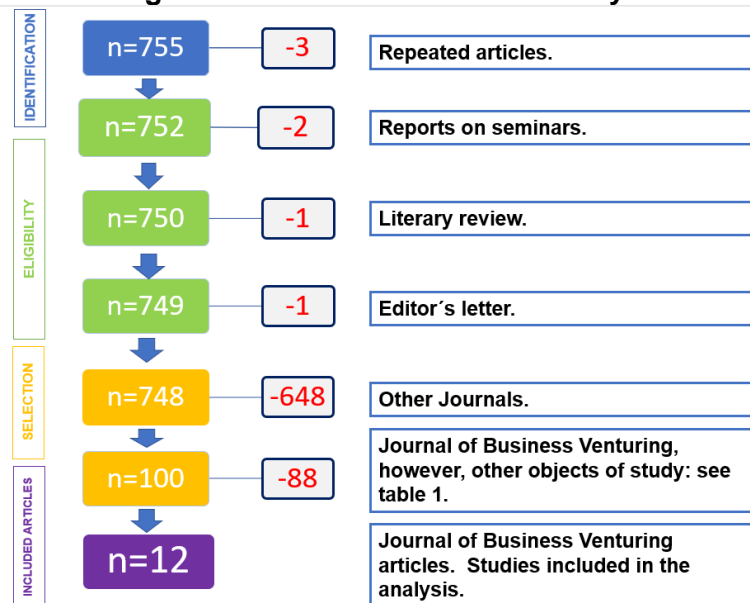 IDENTIFICATION
n=755
-3
Repeated articles.
n=752
-2
Reports on seminars.
ELIGIBILITY
n=750
-1
Literary review.
n=749
-1
Editor´s letter.
SELECTION
n=748
-648
Other Journals.
n=100
-88
Journal of Business Venturing,
however, other objects of study: see
table 1.
INCLUDED ARTICLES
n=12
Journal of Business Venturing
articles.  Studies included in the
analysis.